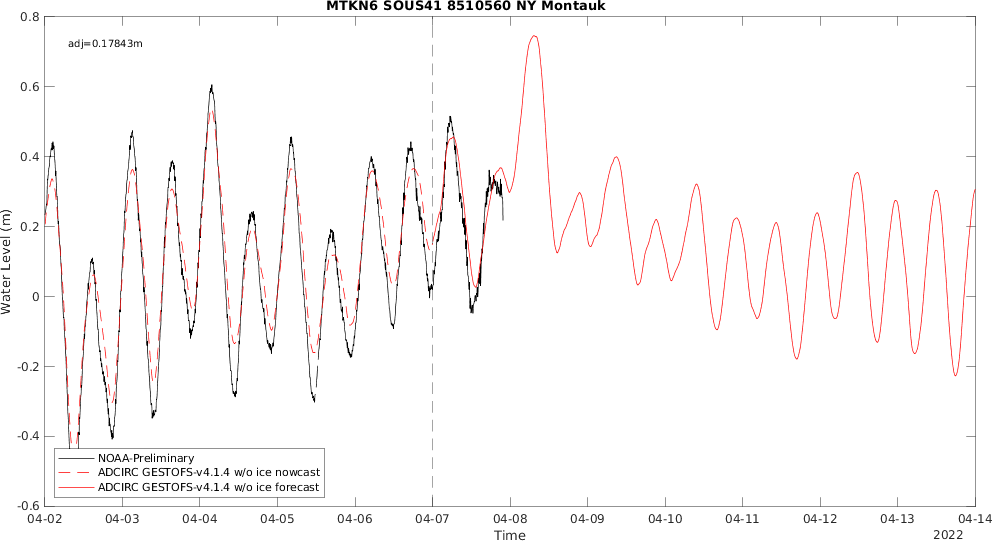 MTKN6 SOUS41 8510560 NY Montauk
adj=0.17843m
Water Level (m)
0.8
0.6
0.4
0.2
0
-0.2
-0.4
-0.6
NOAA-Preliminary
ADCIRC GESTOFS-v4.1.4 w/o ice nowcast
ADCIRC GESTOFS-v4.1.4 w/o ice forecast
04-02 04-03 04-04 04-05 04-06 04-07 04-08 04-09 04-10 04-11 04-12 04-13 04-14
Time
2022